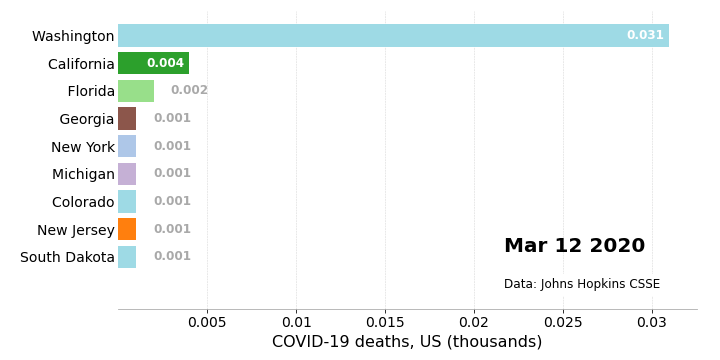 Washington 0.031
California 0.004
Florida 0.002
Georgia 0.001
New York 0.001
Michigan 0.001
Colorado 0.001
New Jersey 0.001
South Dakota 0.001
Mar 12 2020
Data: Johns Hopkins CSSE
0.005 0.01 0.015 0.02 0.025 0.03
COVID-19 deaths, US (thousands)